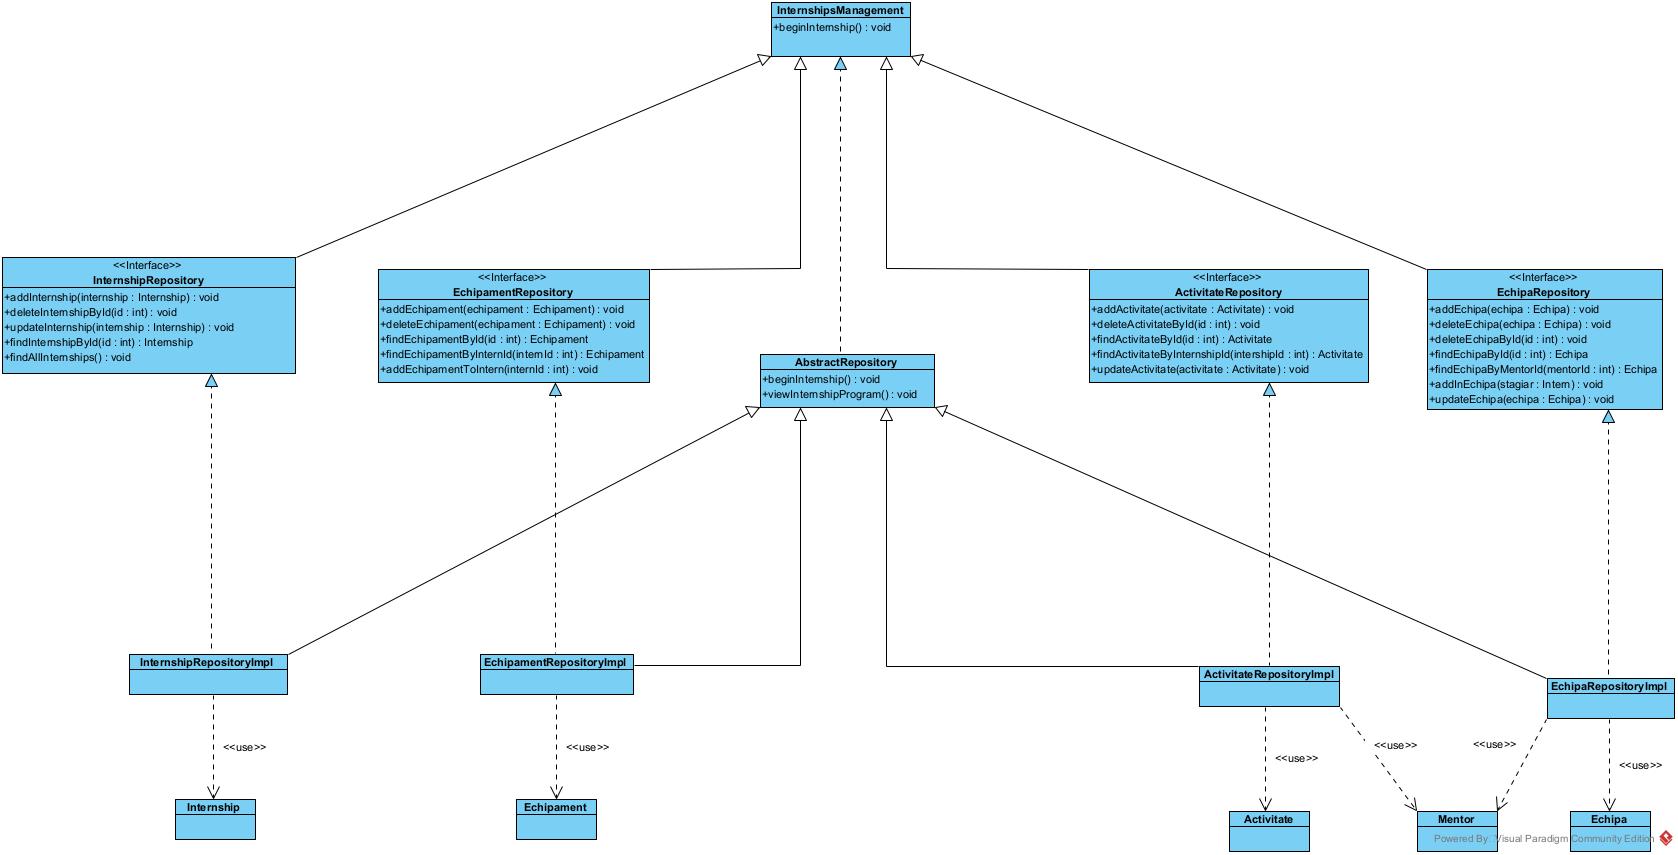 InternshipsManagement
+beginInternship() : void
<<Interface>>
InternshipRepository
+addInternship(internship : Internship) : void
+deleteInternshipById(id : int) : void
+updateInternship(internship : Internship) : void
+findInternshipById(id : int) : Internship
+findAllInternships() : void
<<Interface>>
EchipamentRepository
+addEchipament(echipament : Echipament) : void
+deleteEchipament(echipament : Echipament) : void
+findEchipamentById(id : int) : Echipament
+findEchipamentByInternId(internId : int) : Echipament
+addEchipamentToIntern(internId : int) : void
<<Interface>>
ActivitateRepository
+addActivitate(activitate : Activitate) : void
+deleteActivitateById(id : int) : void
+findActivitateById(id : int) : Activitate
+findActivitateByInternshipId(intershipId : int) : Activitate
+updateActivitate(activitate : Activitate) : void
<<Interface>>
EchipaRepository
+addEchipa(echipa : Echipa) : void
+deleteEchipa(echipa : Echipa) : void
+deleteEchipaById(id : int) : void
+findEchipaById(id : int) : Echipa
+findEchipaByMentorId(mentorId : int) : Echipa
+addInEchipa(stagiar : Intern) : void
+updateEchipa(echipa : Echipa) : void
AbstractRepository
+beginInternship() : void
+viewInternshipProgram() : void
InternshipRepositoryImpl
EchipamentRepositoryImpl
ActivitateRepositoryImpl
EchipaRepositoryImpl
<<use>>
<<use>>
<<use>>
<<use>>
<<use>>
<<use>>
Internship
Echipament
Activitate
Mentor
Echipa
Powered By: Visual Paradigm Community Edition